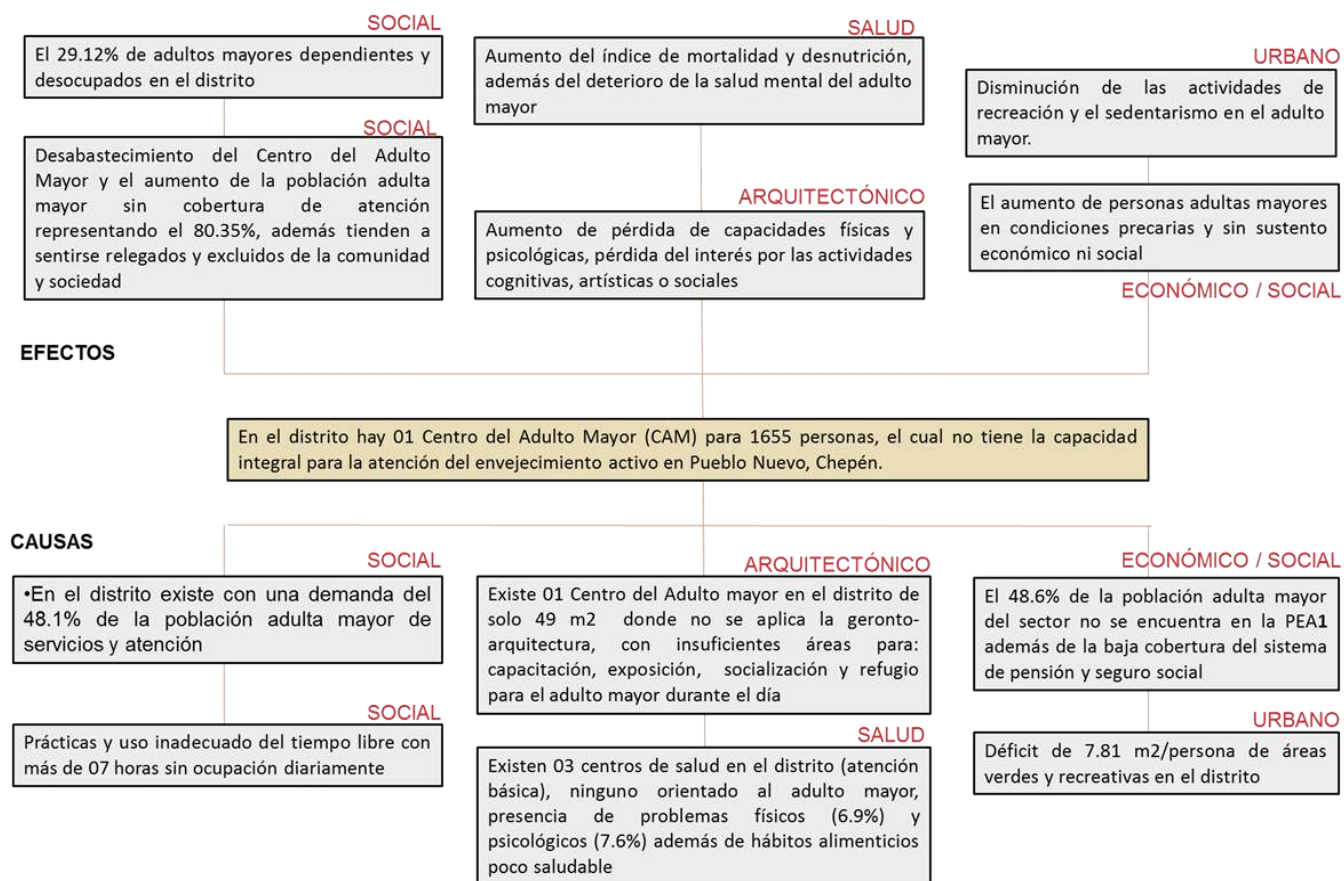 SOCIAL
El 29.12% de adultos mayores dependientes y
desocupados en el distrito
SALUD
Aumento del índice de mortalidad y desnutrición,
además del deterioro de la salud mental del adulto
mayor
URBANO
Disminución de las actividades de
recreación y el sedentarismo en el adulto
mayor.
SOCIAL
Desabastecimiento del Centro del Adulto
Mayor y el aumento de la población adulta
mayor sin cobertura de atención
representando el 80.35%, además tienden a
sentirse relegados y excluidos de la comunidad
y sociedad
ARQUITECTÓNICO
Aumento de pérdida de capacidades físicas y
psicológicas, pérdida del interés por las actividades
cognitivas, artísticas o sociales
El aumento de personas adultas mayores
en condiciones precarias y sin sustento
económico ni social
ECONÓMICO / SOCIAL
EFECTOS
En el distrito hay 01 Centro del Adulto Mayor (CAM) para 1655 personas, el cual no tiene la capacidad
integral para la atención del envejecimiento activo en Pueblo Nuevo, Chepén.
CAUSAS
SOCIAL
•En el distrito existe con una demanda del
48.1% de la población adulta mayor de
servicios y atención
ARQUITECTÓNICO
Existe 01 Centro del Adulto mayor en el distrito de
solo 49 m2 donde no se aplica la geronto-
arquitectura, con insuficientes áreas para:
capacitación, exposición, socialización y refugio
para el adulto mayor durante el día
ECONÓMICO / SOCIAL
El 48.6% de la población adulta mayor
del sector no se encuentra en la PEA1
además de la baja cobertura del sistema
de pensión y seguro social
SOCIAL
Prácticas y uso inadecuado del tiempo libre con
más de 07 horas sin ocupación diariamente
SALUD
Existen 03 centros de salud en el distrito (atención
básica), ninguno orientado al adulto mayor,
presencia de problemas físicos (6.9%) y
psicológicos (7.6%) además de hábitos alimenticios
poco saludable
URBANO
Déficit de 7.81 m2/persona de áreas
verdes y recreativas en el distrito